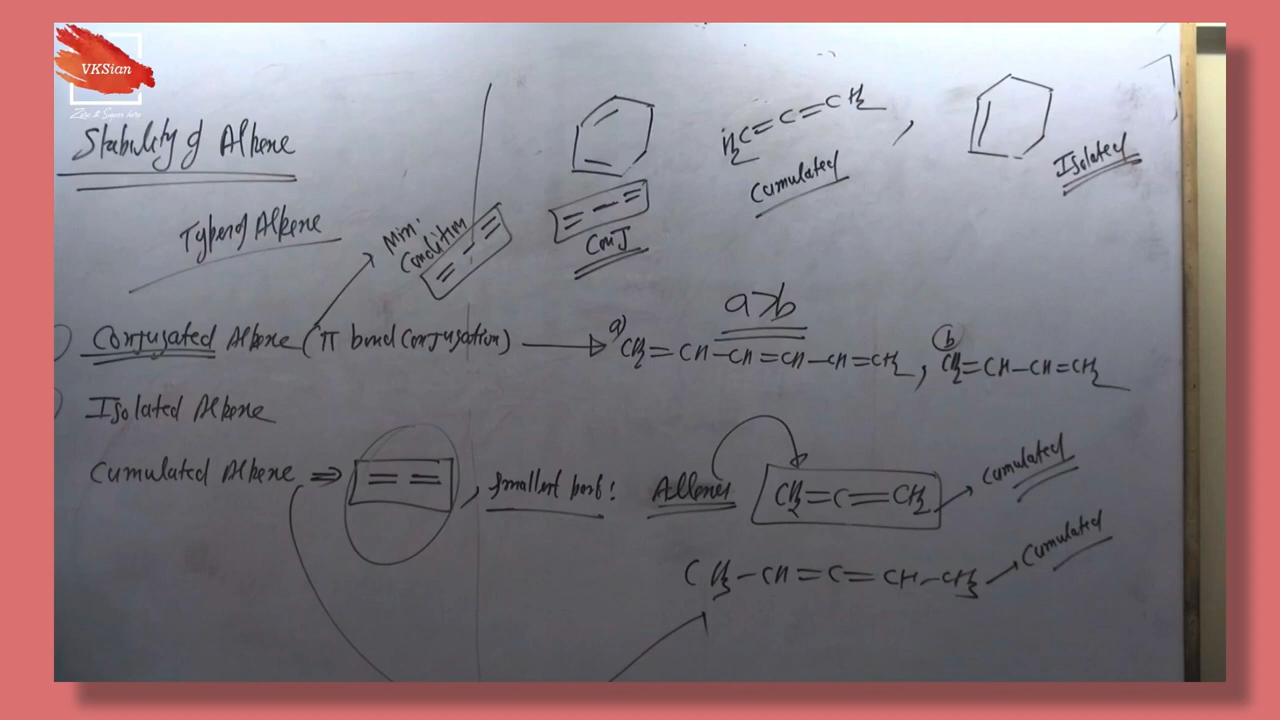 VKSian
Stability of Alkene
H2C=C=CH2,
Cumulated
Isolated
Conj
Types of Alkene
Mini. Condition
a>b
Conjugated Alkene (π bond Conjugation) → a) CH2=CH-CH=CH-CH=CH2, (b) CH2=CH-CH=CH2
Isolated Alkene
Cumulated Alkene ⇒ = =, Smallest Allenes CH2=C=CH2 → Cumulated
CH3-CH=C=CH-CH3 → Cumulated